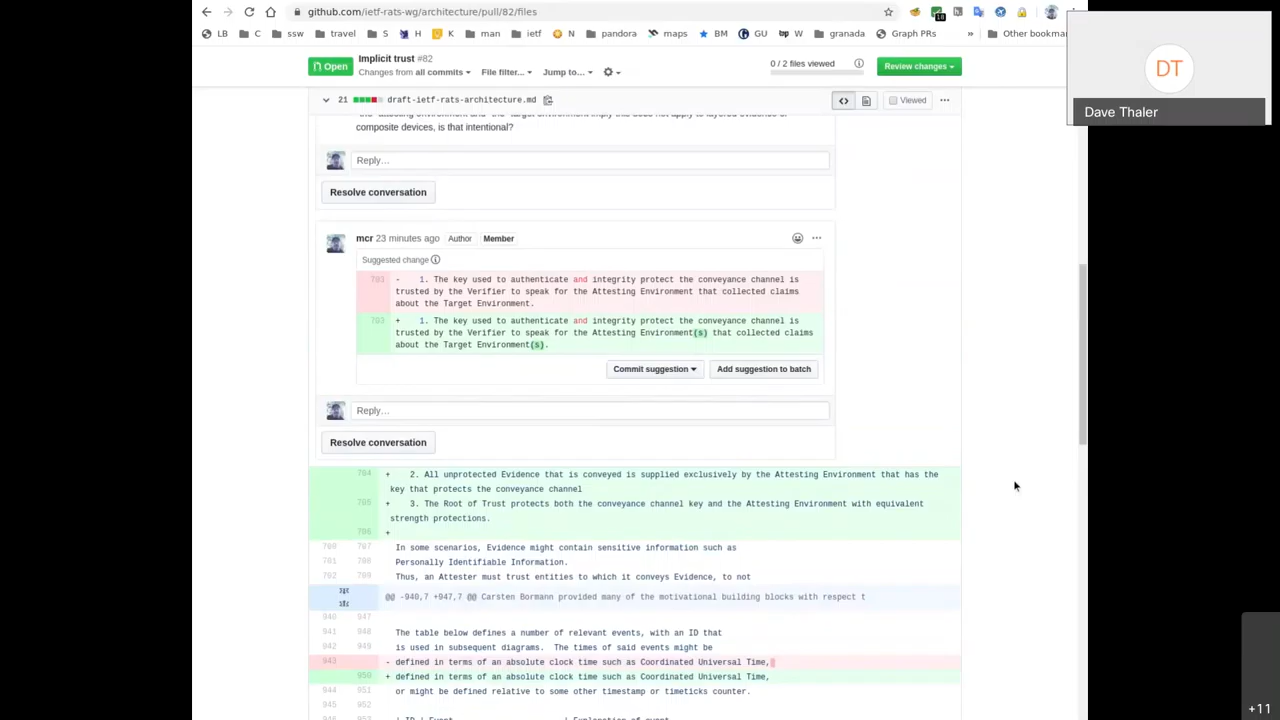 github.com/ietf-rats-wg/architecture/pull/82/files
18
LB C ssw travel S H K man ietf N pandora maps BM GU W granada Graph PRs » Other bookmar
DT
Dave Thaler
Open Implicit trust #82
Changes from all commits File filter... Jump to...
0 / 2 files viewed
Review changes
21 draft-ietf-rats-architecture.md
Viewed
composite devices, is that intentional?
Reply...
Resolve conversation
mcr 23 minutes ago Author Member
Suggested change
703 - 1. The key used to authenticate and integrity protect the conveyance channel is
trusted by the Verifier to speak for the Attesting Environment that collected claims
about the Target Environment.
703 + 1. The key used to authenticate and integrity protect the conveyance channel is
trusted by the Verifier to speak for the Attesting Environment(s) that collected claims
about the Target Environment(s).
Commit suggestion Add suggestion to batch
Reply...
Resolve conversation
704 + 2. All unprotected Evidence that is conveyed is supplied exclusively by the Attesting Environment that has the
key that protects the conveyance channel
705 + 3. The Root of Trust protects both the conveyance channel key and the Attesting Environment with equivalent
strength protections.
706 +
700 707 In some scenarios, Evidence might contain sensitive information such as
701 708 Personally Identifiable Information.
702 709 Thus, an Attester must trust entities to which it conveys Evidence, to not
@@ -940,7 +947,7 @@ Carsten Bormann provided many of the motivational building blocks with respect t
940 947
941 948 The table below defines a number of relevant events, with an ID that
942 949 is used in subsequent diagrams. The times of said events might be
943 - defined in terms of an absolute clock time such as Coordinated Universal Time,
950 + defined in terms of an absolute clock time such as Coordinated Universal Time,
944 951 or might be defined relative to some other timestamp or timeticks counter.
945 952
946 953 | ID | Event | Explanation of event
+11